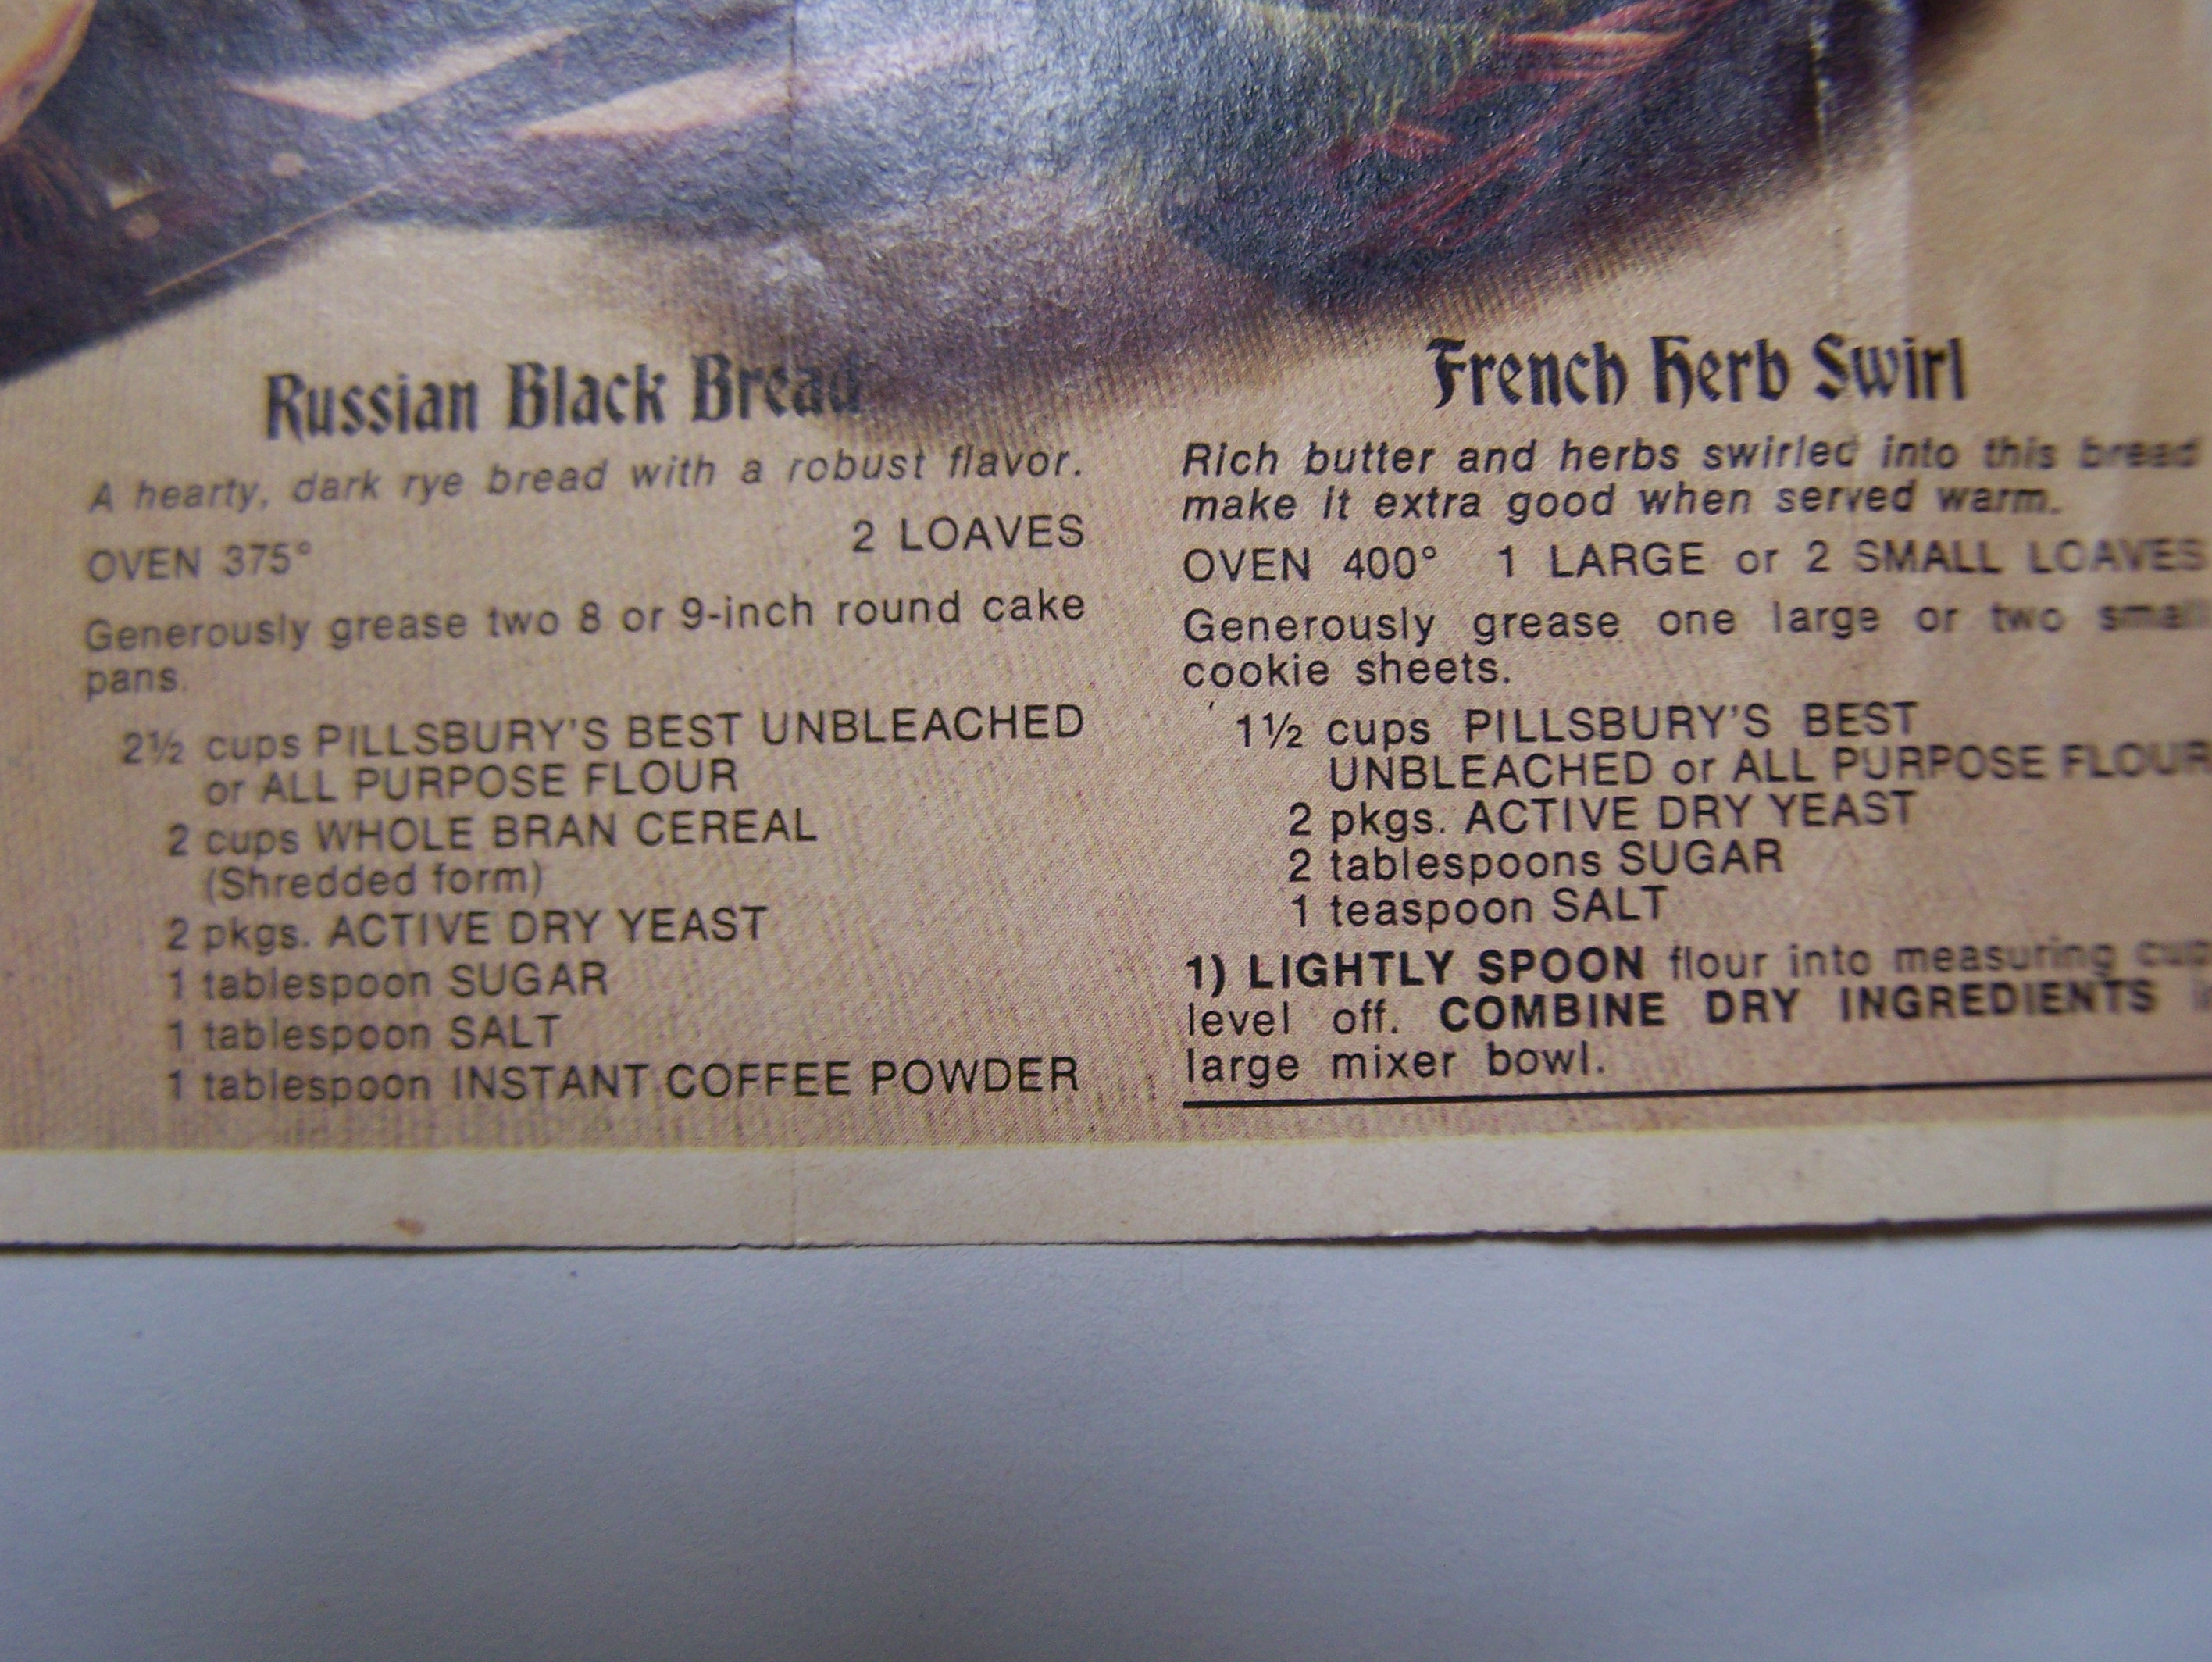 Russian Black Bread
A hearty, dark rye bread with a robust flavor.
OVEN 375° 2 LOAVES
Generously grease two 8 or 9-inch round cake
pans.
2½ cups PILLSBURY'S BEST UNBLEACHED
or ALL PURPOSE FLOUR
2 cups WHOLE BRAN CEREAL
(Shredded form)
2 pkgs. ACTIVE DRY YEAST
1 tablespoon SUGAR
1 tablespoon SALT
1 tablespoon INSTANT COFFEE POWDER
French Herb Swirl
Rich butter and herbs swirled into this bread
make it extra good when served warm.
OVEN 400° 1 LARGE or 2 SMALL LOAVES
Generously grease one large or two small
cookie sheets.
1½ cups PILLSBURY'S BEST
UNBLEACHED or ALL PURPOSE FLOUR
2 pkgs. ACTIVE DRY YEAST
2 tablespoons SUGAR
1 teaspoon SALT
1) LIGHTLY SPOON flour into measuring cup
level off. COMBINE DRY INGREDIENTS
large mixer bowl.